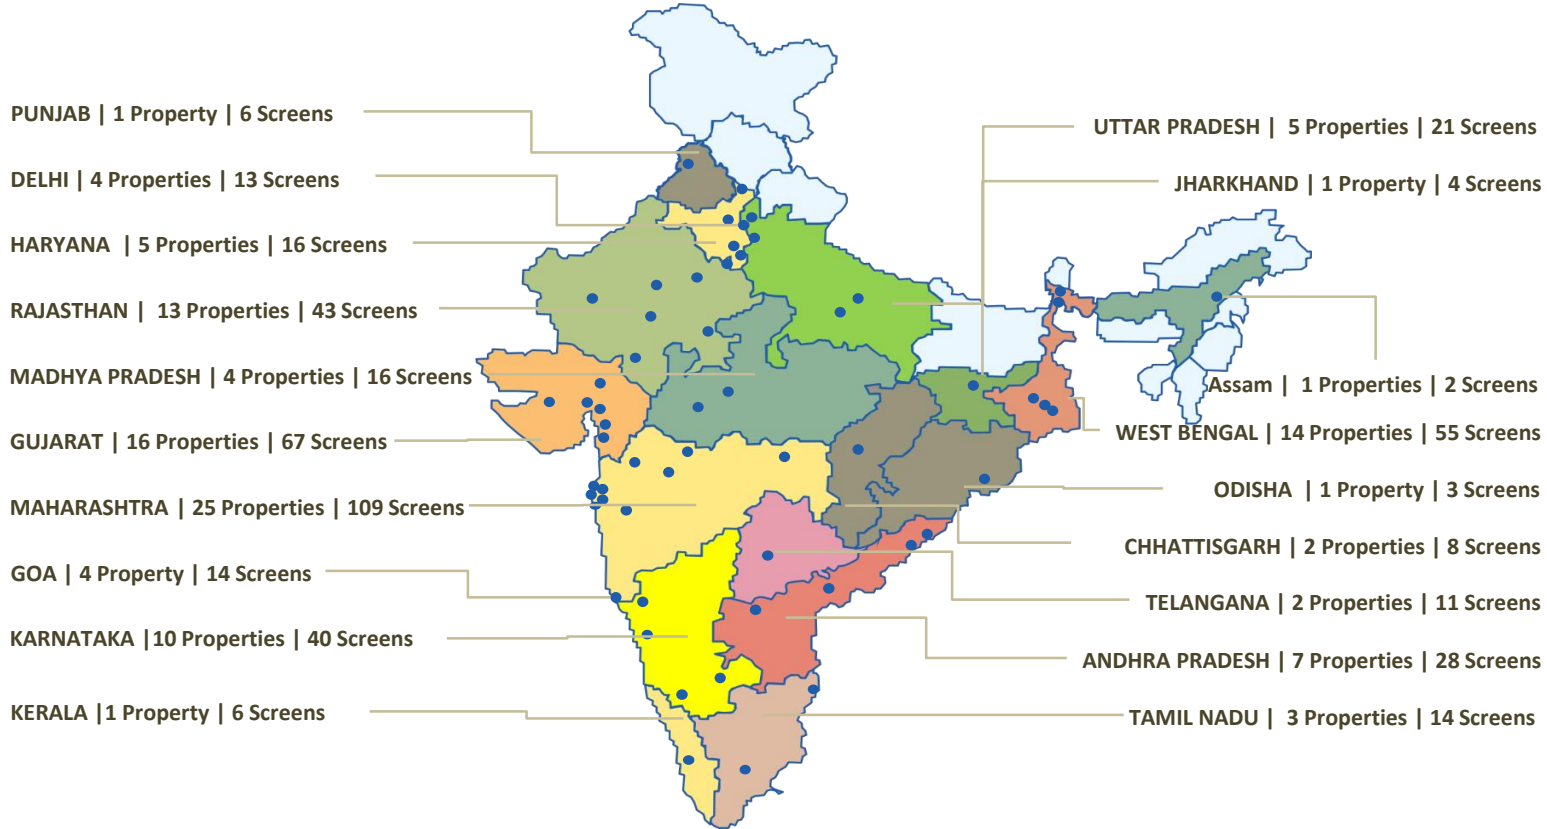 PUNJAB | 1 Property | 6 Screens
DELHI | 4 Properties | 13 Screens
HARYANA | 5 Properties | 16 Screens
RAJASTHAN | 13 Properties | 43 Screens
MADHYA PRADESH | 4 Properties | 16 Screens
GUJARAT | 16 Properties | 67 Screens
MAHARASHTRA | 25 Properties | 109 Screens
GOA | 4 Property | 14 Screens
KARNATAKA |10 Properties | 40 Screens
KERALA |1 Property | 6 Screens
UTTAR PRADESH | 5 Properties | 21 Screens
JHARKHAND | 1 Property | 4 Screens
Assam | 1 Properties | 2 Screens
WEST BENGAL | 14 Properties | 55 Screens
ODISHA | 1 Property | 3 Screens
CHHATTISGARH | 2 Properties | 8 Screens
TELANGANA | 2 Properties | 11 Screens
ANDHRA PRADESH | 7 Properties | 28 Screens
TAMIL NADU | 3 Properties | 14 Screens